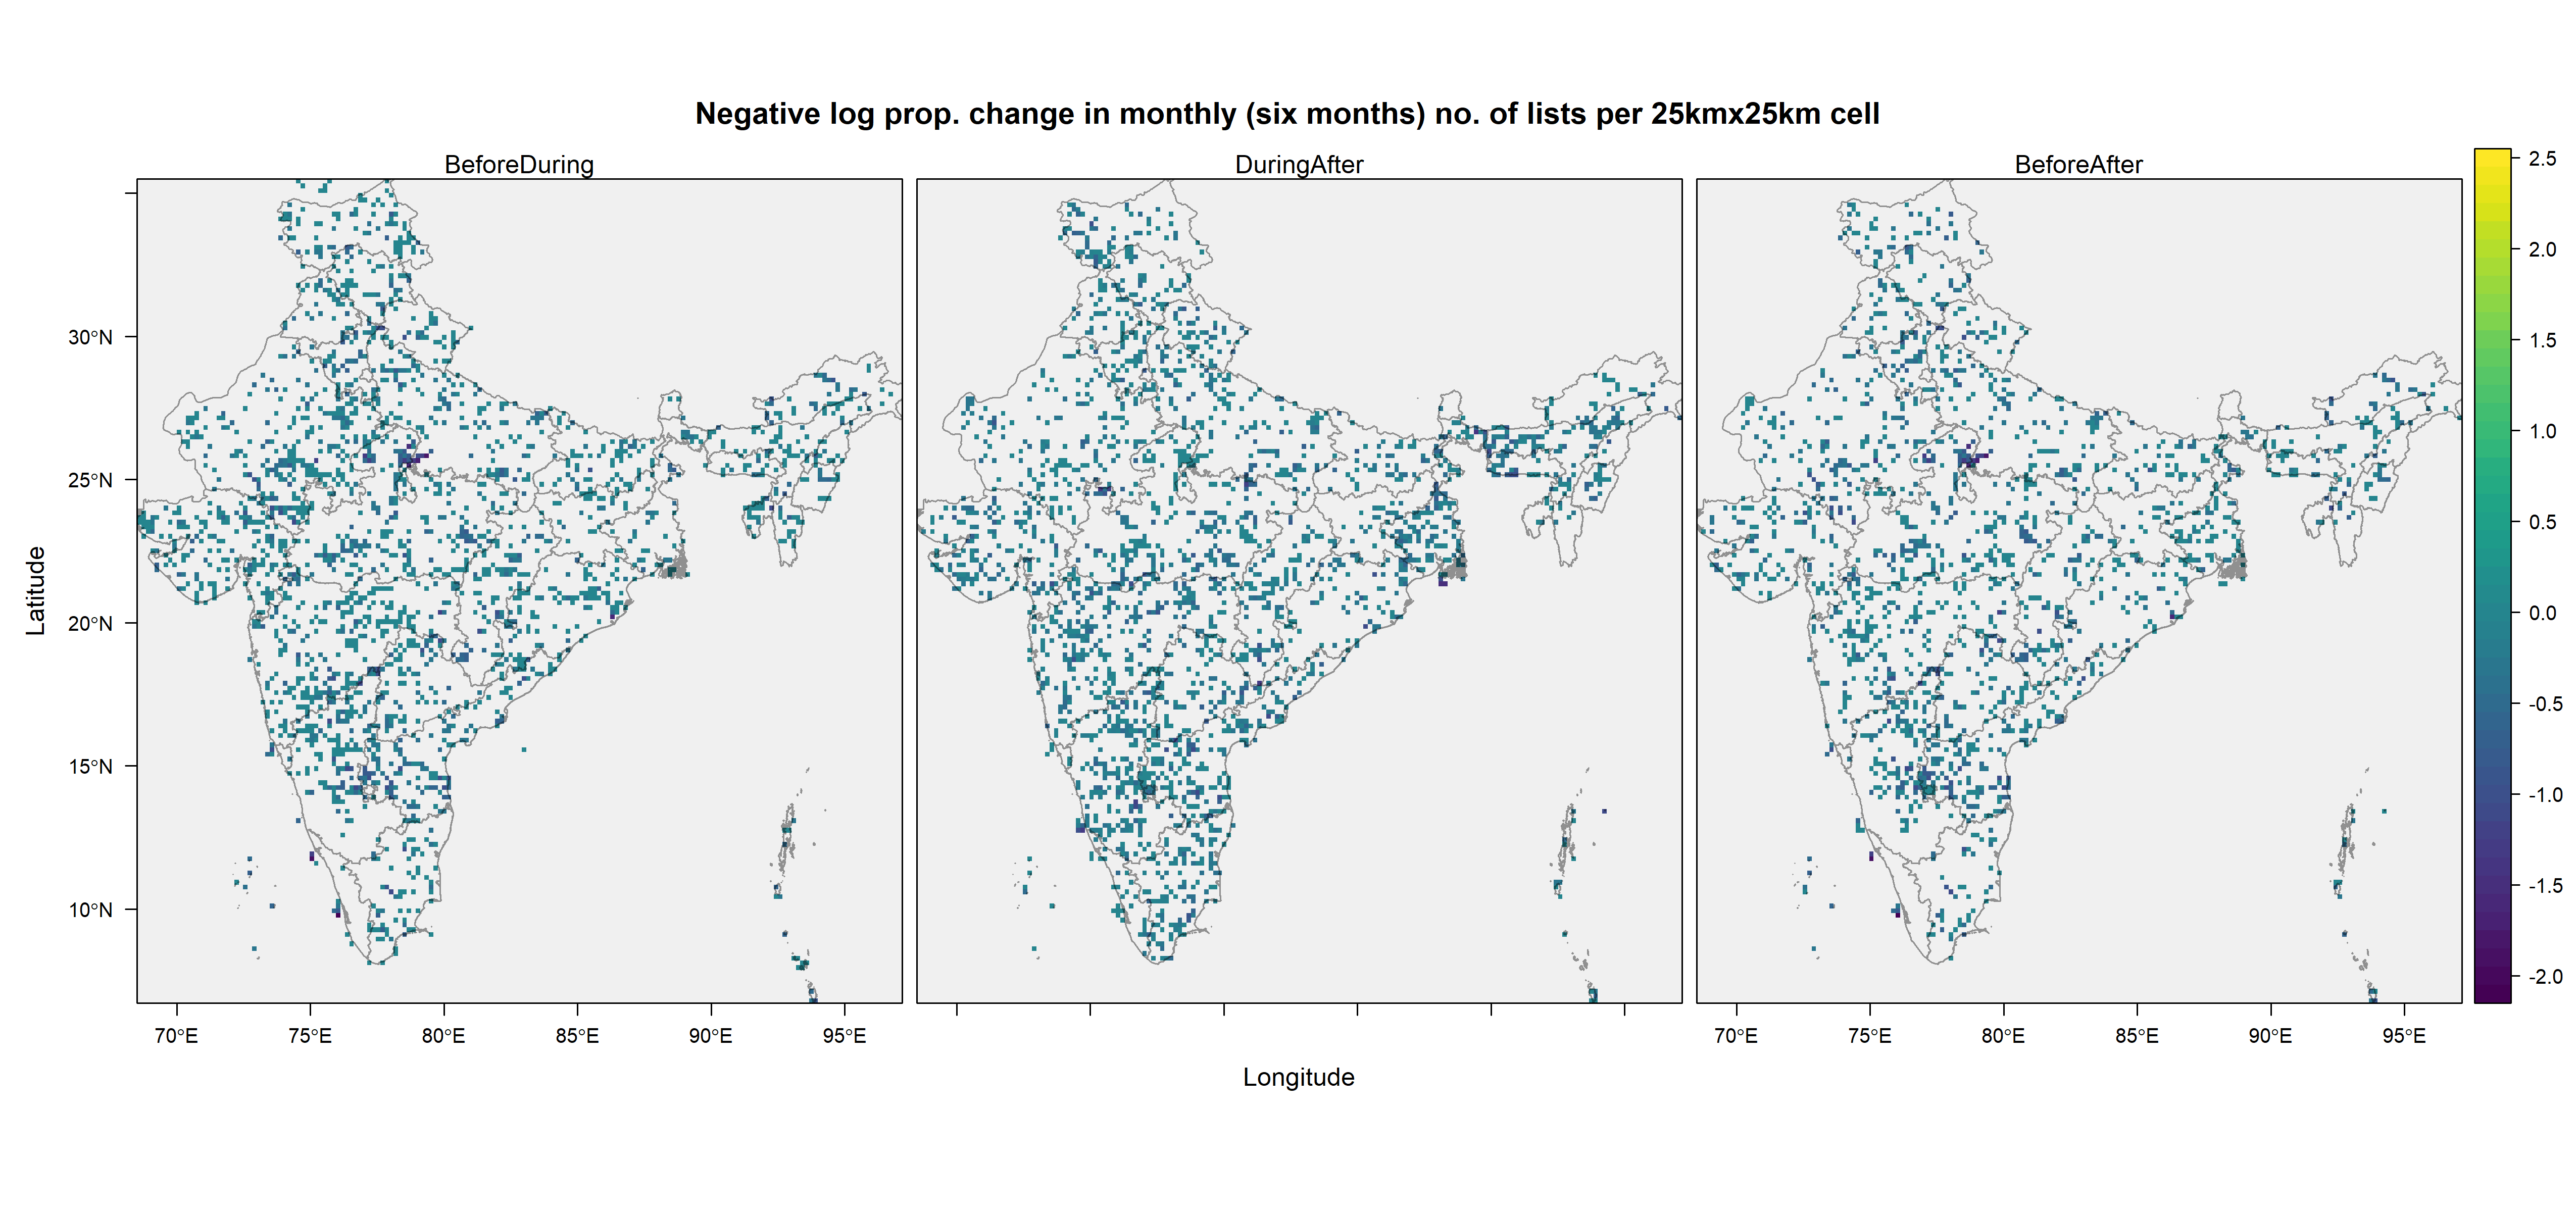 Negative log prop. change in monthly (six months) no. of lists per 25kmx25km cell
BeforeDuring
DuringAfter
BeforeAfter
Latitude
30°N
25°N
20°N
15°N
10°N
70°E 75°E 80°E 85°E 90°E 95°E
70°E 75°E 80°E 85°E 90°E 95°E
Longitude
2.5
2.0
1.5
1.0
0.5
0.0
-0.5
-1.0
-1.5
-2.0